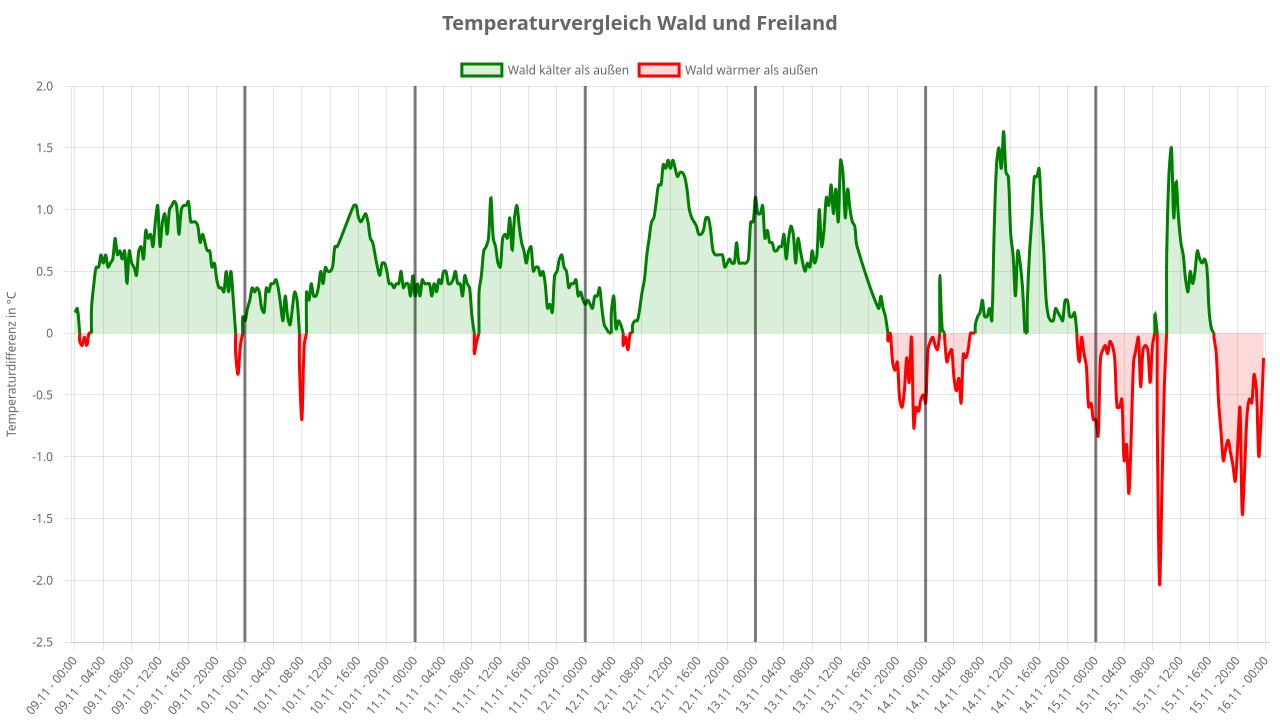 Temperaturvergleich Wald und Freiland
Wald kälter als außen
Wald wärmer als außen
2.0
1.5
1.0
0.5
0
-0.5
-1.0
-1.5
-2.0
-2.5
Temperaturdifferenz in °C
09.11 - 00:00
09.11 - 04:00
09.11 - 08:00
09.11 - 12:00
09.11 - 16:00
09.11 - 20:00
10.11 - 00:00
10.11 - 04:00
10.11 - 08:00
10.11 - 12:00
10.11 - 16:00
10.11 - 20:00
11.11 - 00:00
11.11 - 04:00
11.11 - 08:00
11.11 - 12:00
11.11 - 16:00
11.11 - 20:00
12.11 - 00:00
12.11 - 04:00
12.11 - 08:00
12.11 - 12:00
12.11 - 16:00
12.11 - 20:00
13.11 - 00:00
13.11 - 04:00
13.11 - 08:00
13.11 - 12:00
13.11 - 16:00
13.11 - 20:00
14.11 - 00:00
14.11 - 04:00
14.11 - 08:00
14.11 - 12:00
14.11 - 16:00
14.11 - 20:00
15.11 - 00:00
15.11 - 04:00
15.11 - 08:00
15.11 - 12:00
15.11 - 16:00
15.11 - 20:00
16.11 - 00:00